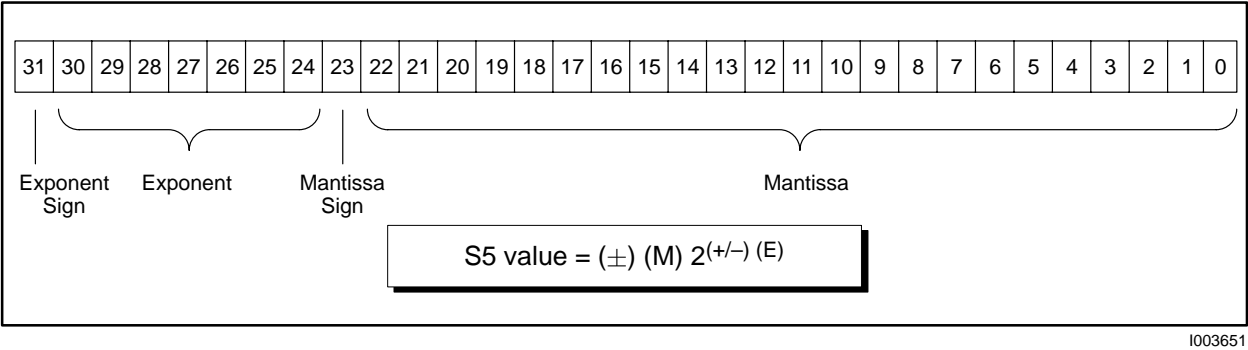 31 30 29 28 27 26 25 24 23 22 21 20 19 18 17 16 15 14 13 12 11 10 9 8 7 6 5 4 3 2 1 0
Exponent Sign Exponent Mantissa Sign Mantissa
S5 value = (±) (M) 2(+/–) (E)
I003651